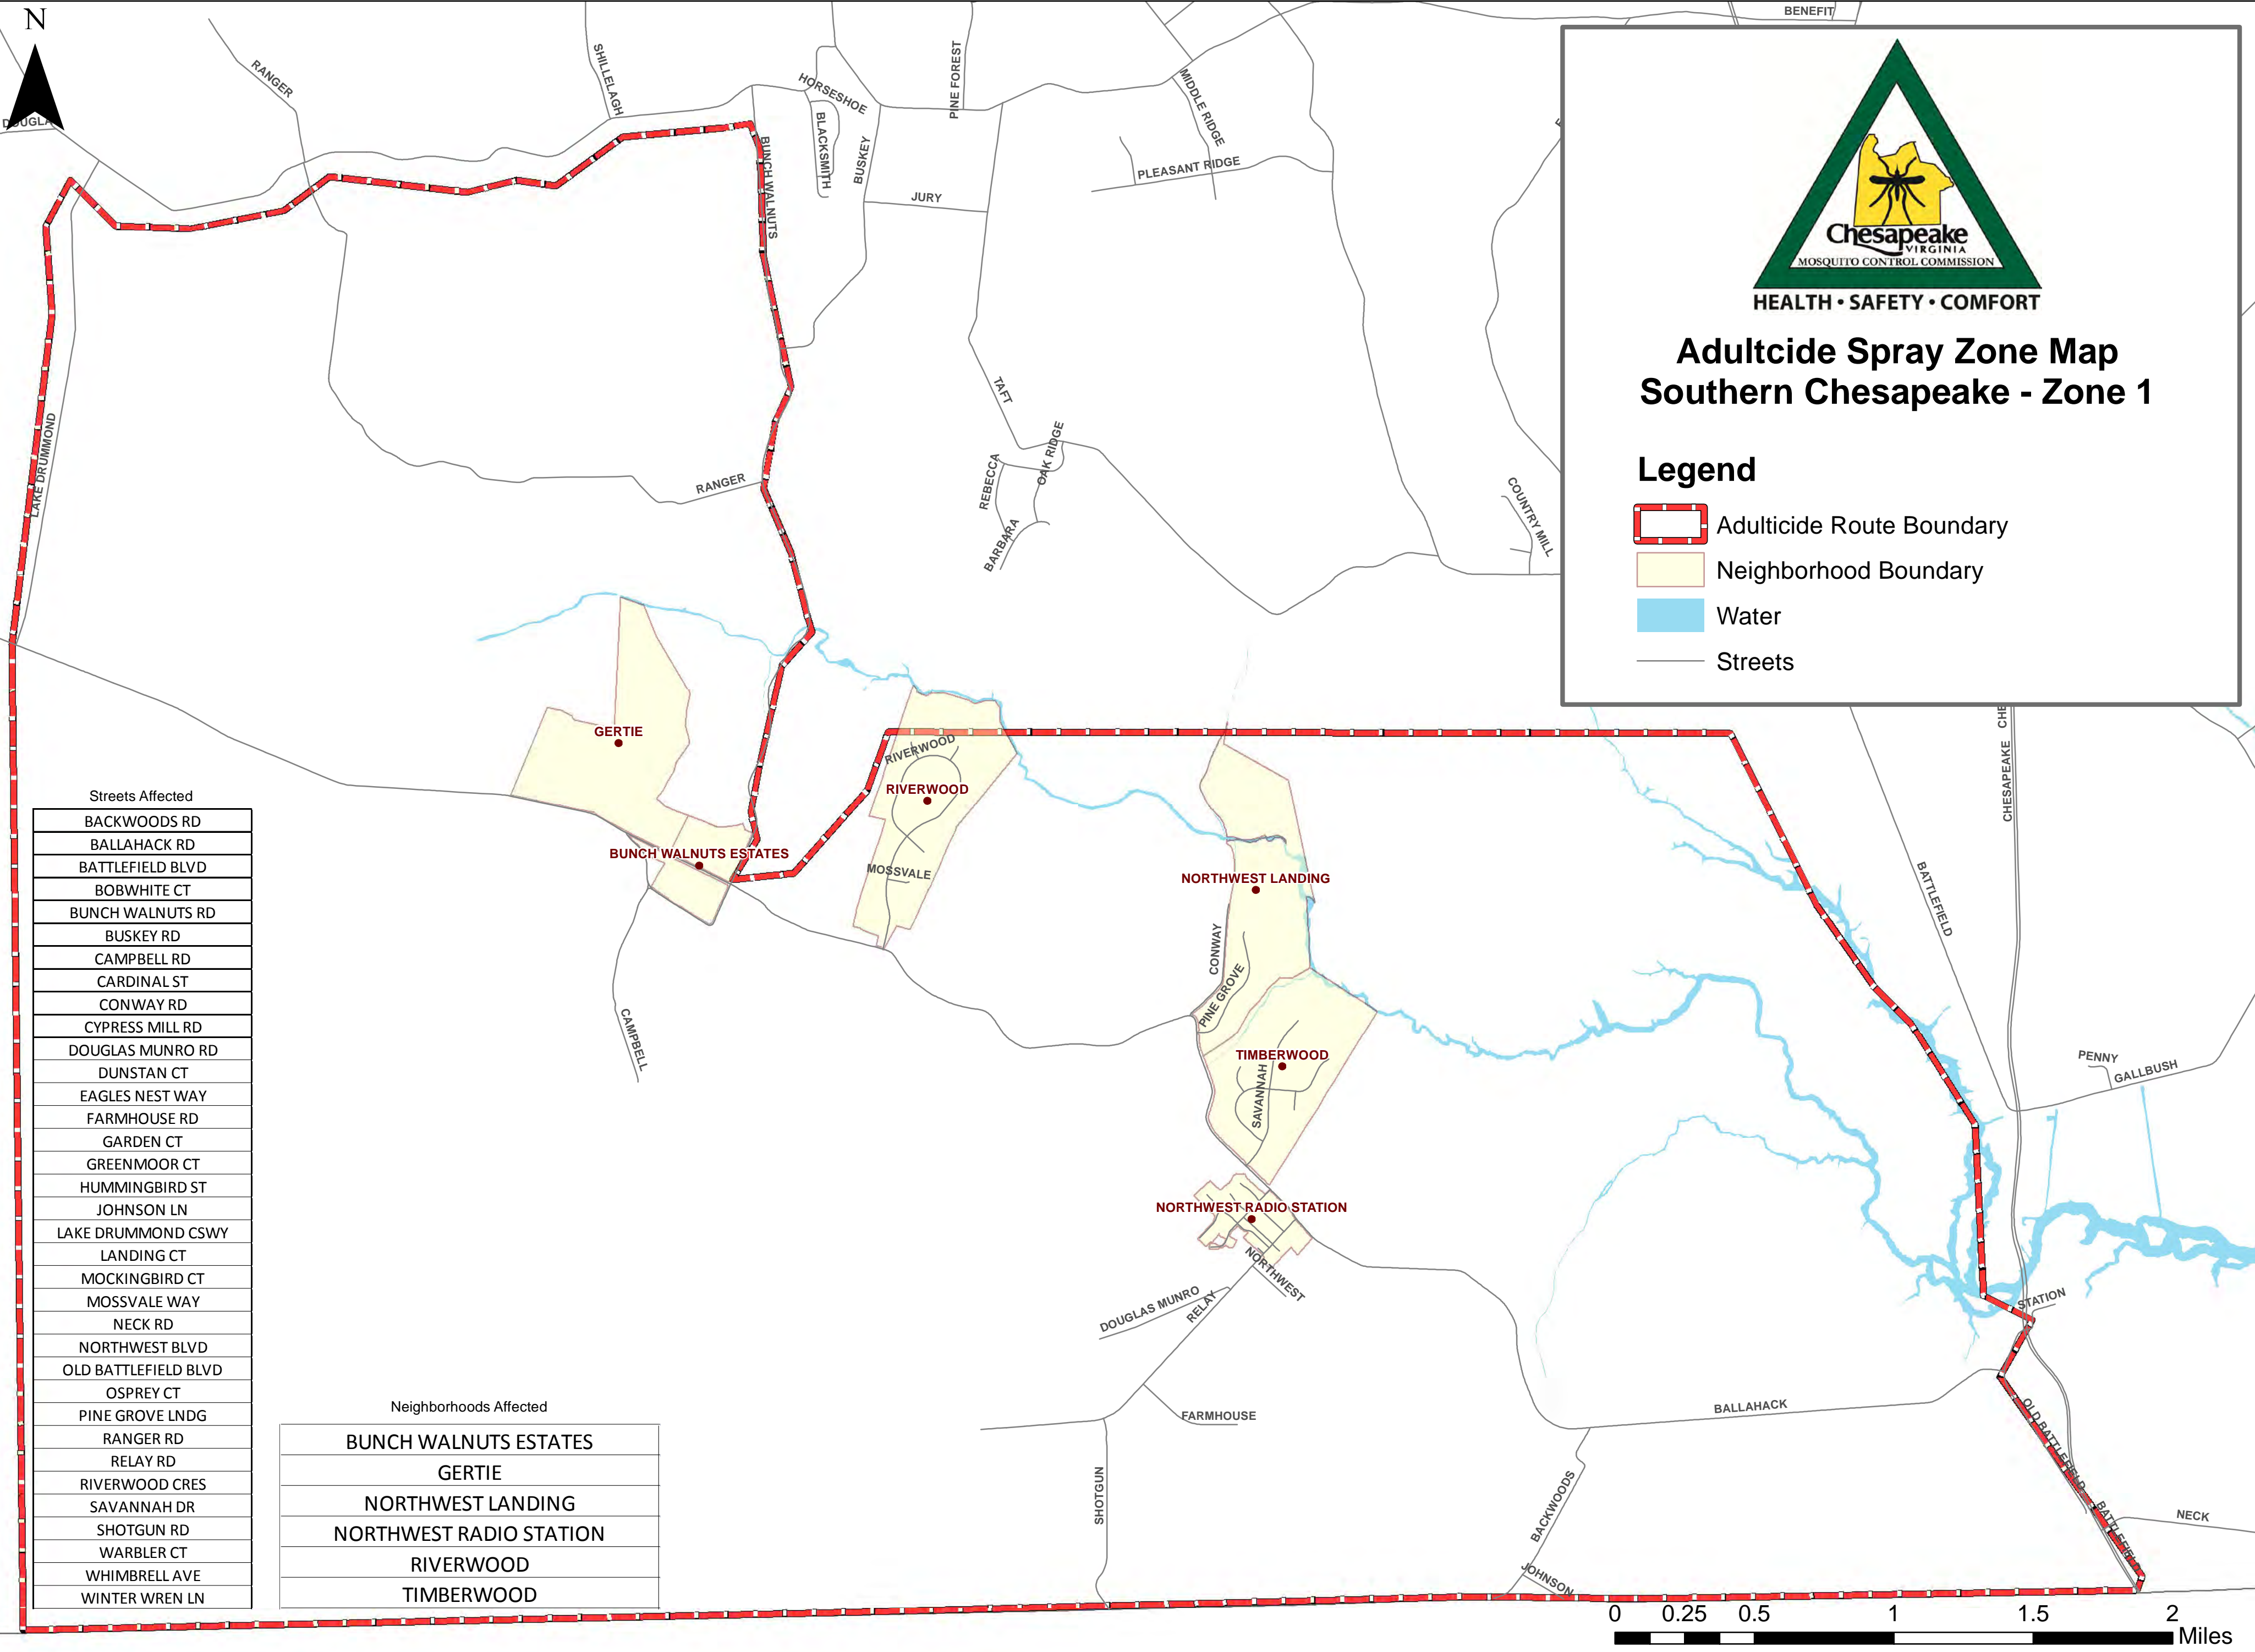 N
BENEFIT
RANGER
SHILLELAGH
HORSESHOE
PINE FOREST
MIDDLE RIDGE
BLACKSMITH
BUSKEY
BUNCH WALNUTS
PLEASANT RIDGE
JURY
Chesapeake
VIRGINIA
MOSQUITO CONTROL COMMISSION
HEALTH • SAFETY • COMFORT
Adultcide Spray Zone Map
Southern Chesapeake - Zone 1
Legend
Adulticide Route Boundary
Neighborhood Boundary
Water
Streets
TAFT
LAKE DRUMMOND
RANGER
REBECCA
OAK RIDGE
BARBARA
COUNTRY MILL
GERTIE
RIVERWOOD
RIVERWOOD
BUNCH WALNUTS ESTATES
MOSSVALE
NORTHWEST LANDING
CHESAPEAKE
CHE
BATTLEFIELD
CONWAY
PINE GROVE
CAMPBELL
TIMBERWOOD
SAVANNAH
PENNY
GALLBUSH
NORTHWEST RADIO STATION
NORTHWEST
DOUGLAS MUNRO
RELAY
STATION
FARMHOUSE
BALLAHACK
OLD BATTLEFIELD
SHOTGUN
BACKWOODS
BATTLEFIELD
NECK
JOHNSON
Streets Affected
BACKWOODS RD
BALLAHACK RD
BATTLEFIELD BLVD
BOBWHITE CT
BUNCH WALNUTS RD
BUSKEY RD
CAMPBELL RD
CARDINAL ST
CONWAY RD
CYPRESS MILL RD
DOUGLAS MUNRO RD
DUNSTAN CT
EAGLES NEST WAY
FARMHOUSE RD
GARDEN CT
GREENMOOR CT
HUMMINGBIRD ST
JOHNSON LN
LAKE DRUMMOND CSWY
LANDING CT
MOCKINGBIRD CT
MOSSVALE WAY
NECK RD
NORTHWEST BLVD
OLD BATTLEFIELD BLVD
OSPREY CT
PINE GROVE LNDG
RANGER RD
RELAY RD
RIVERWOOD CRES
SAVANNAH DR
SHOTGUN RD
WARBLER CT
WHIMBRELL AVE
WINTER WREN LN
Neighborhoods Affected
BUNCH WALNUTS ESTATES
GERTIE
NORTHWEST LANDING
NORTHWEST RADIO STATION
RIVERWOOD
TIMBERWOOD
0 0.25 0.5 1 1.5 2
Miles